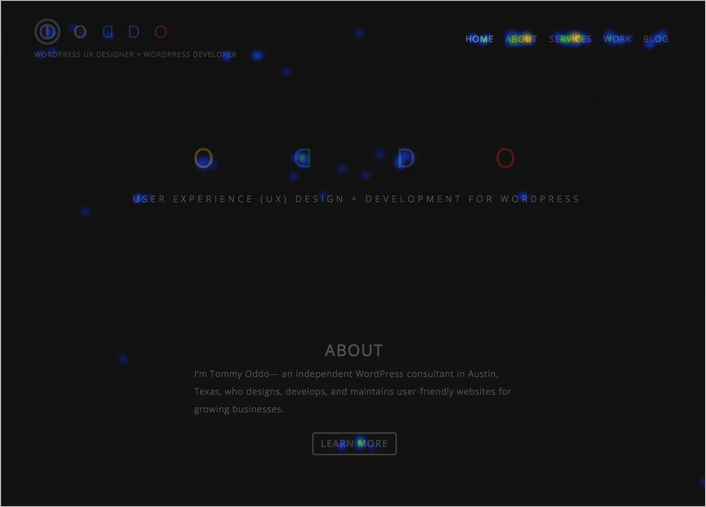 O D D O
WORDPRESS UX DESIGNER + WORDPRESS DEVELOPER
HOME ABOUT SERVICES WORK BLOG
O D D O
USER EXPERIENCE (UX) DESIGN + DEVELOPMENT FOR WORDPRESS
ABOUT
I'm Tommy Oddo— an independent WordPress consultant in Austin,
Texas, who designs, develops, and maintains user-friendly websites for
growing businesses.
LEARN MORE